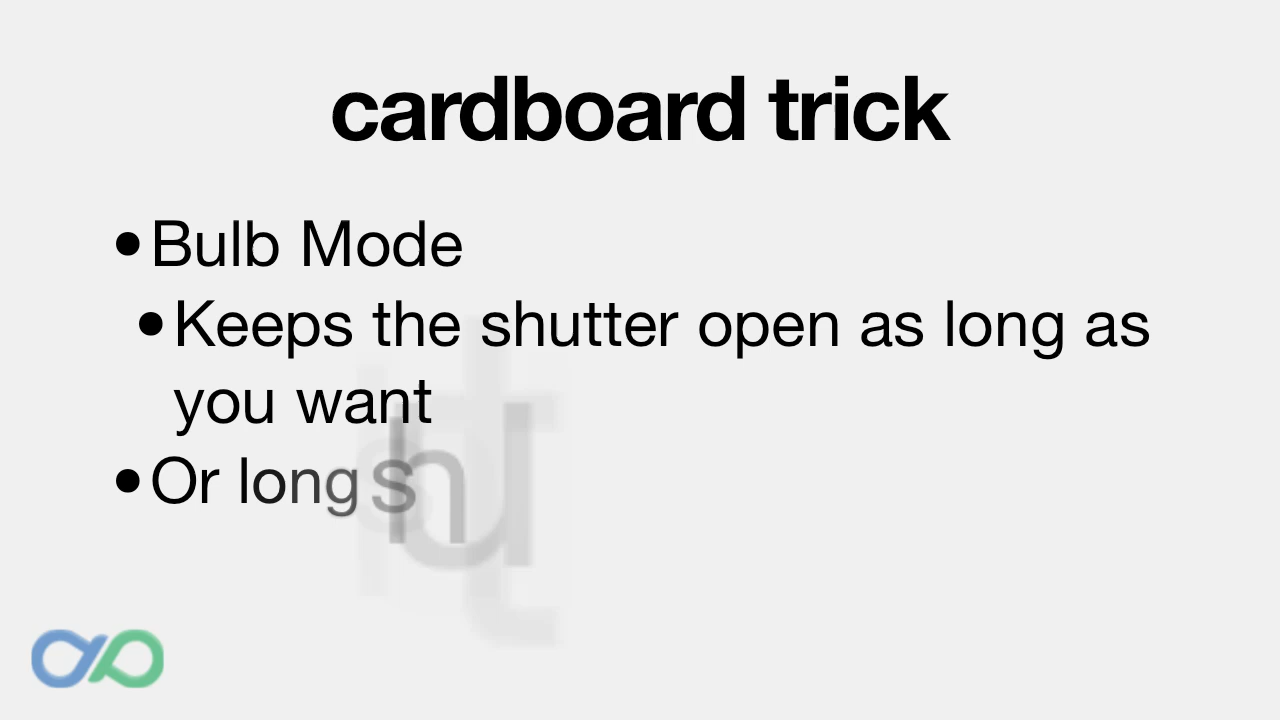 cardboard trick
•Bulb Mode
•Keeps the shutter open as long as
you want
•Or long